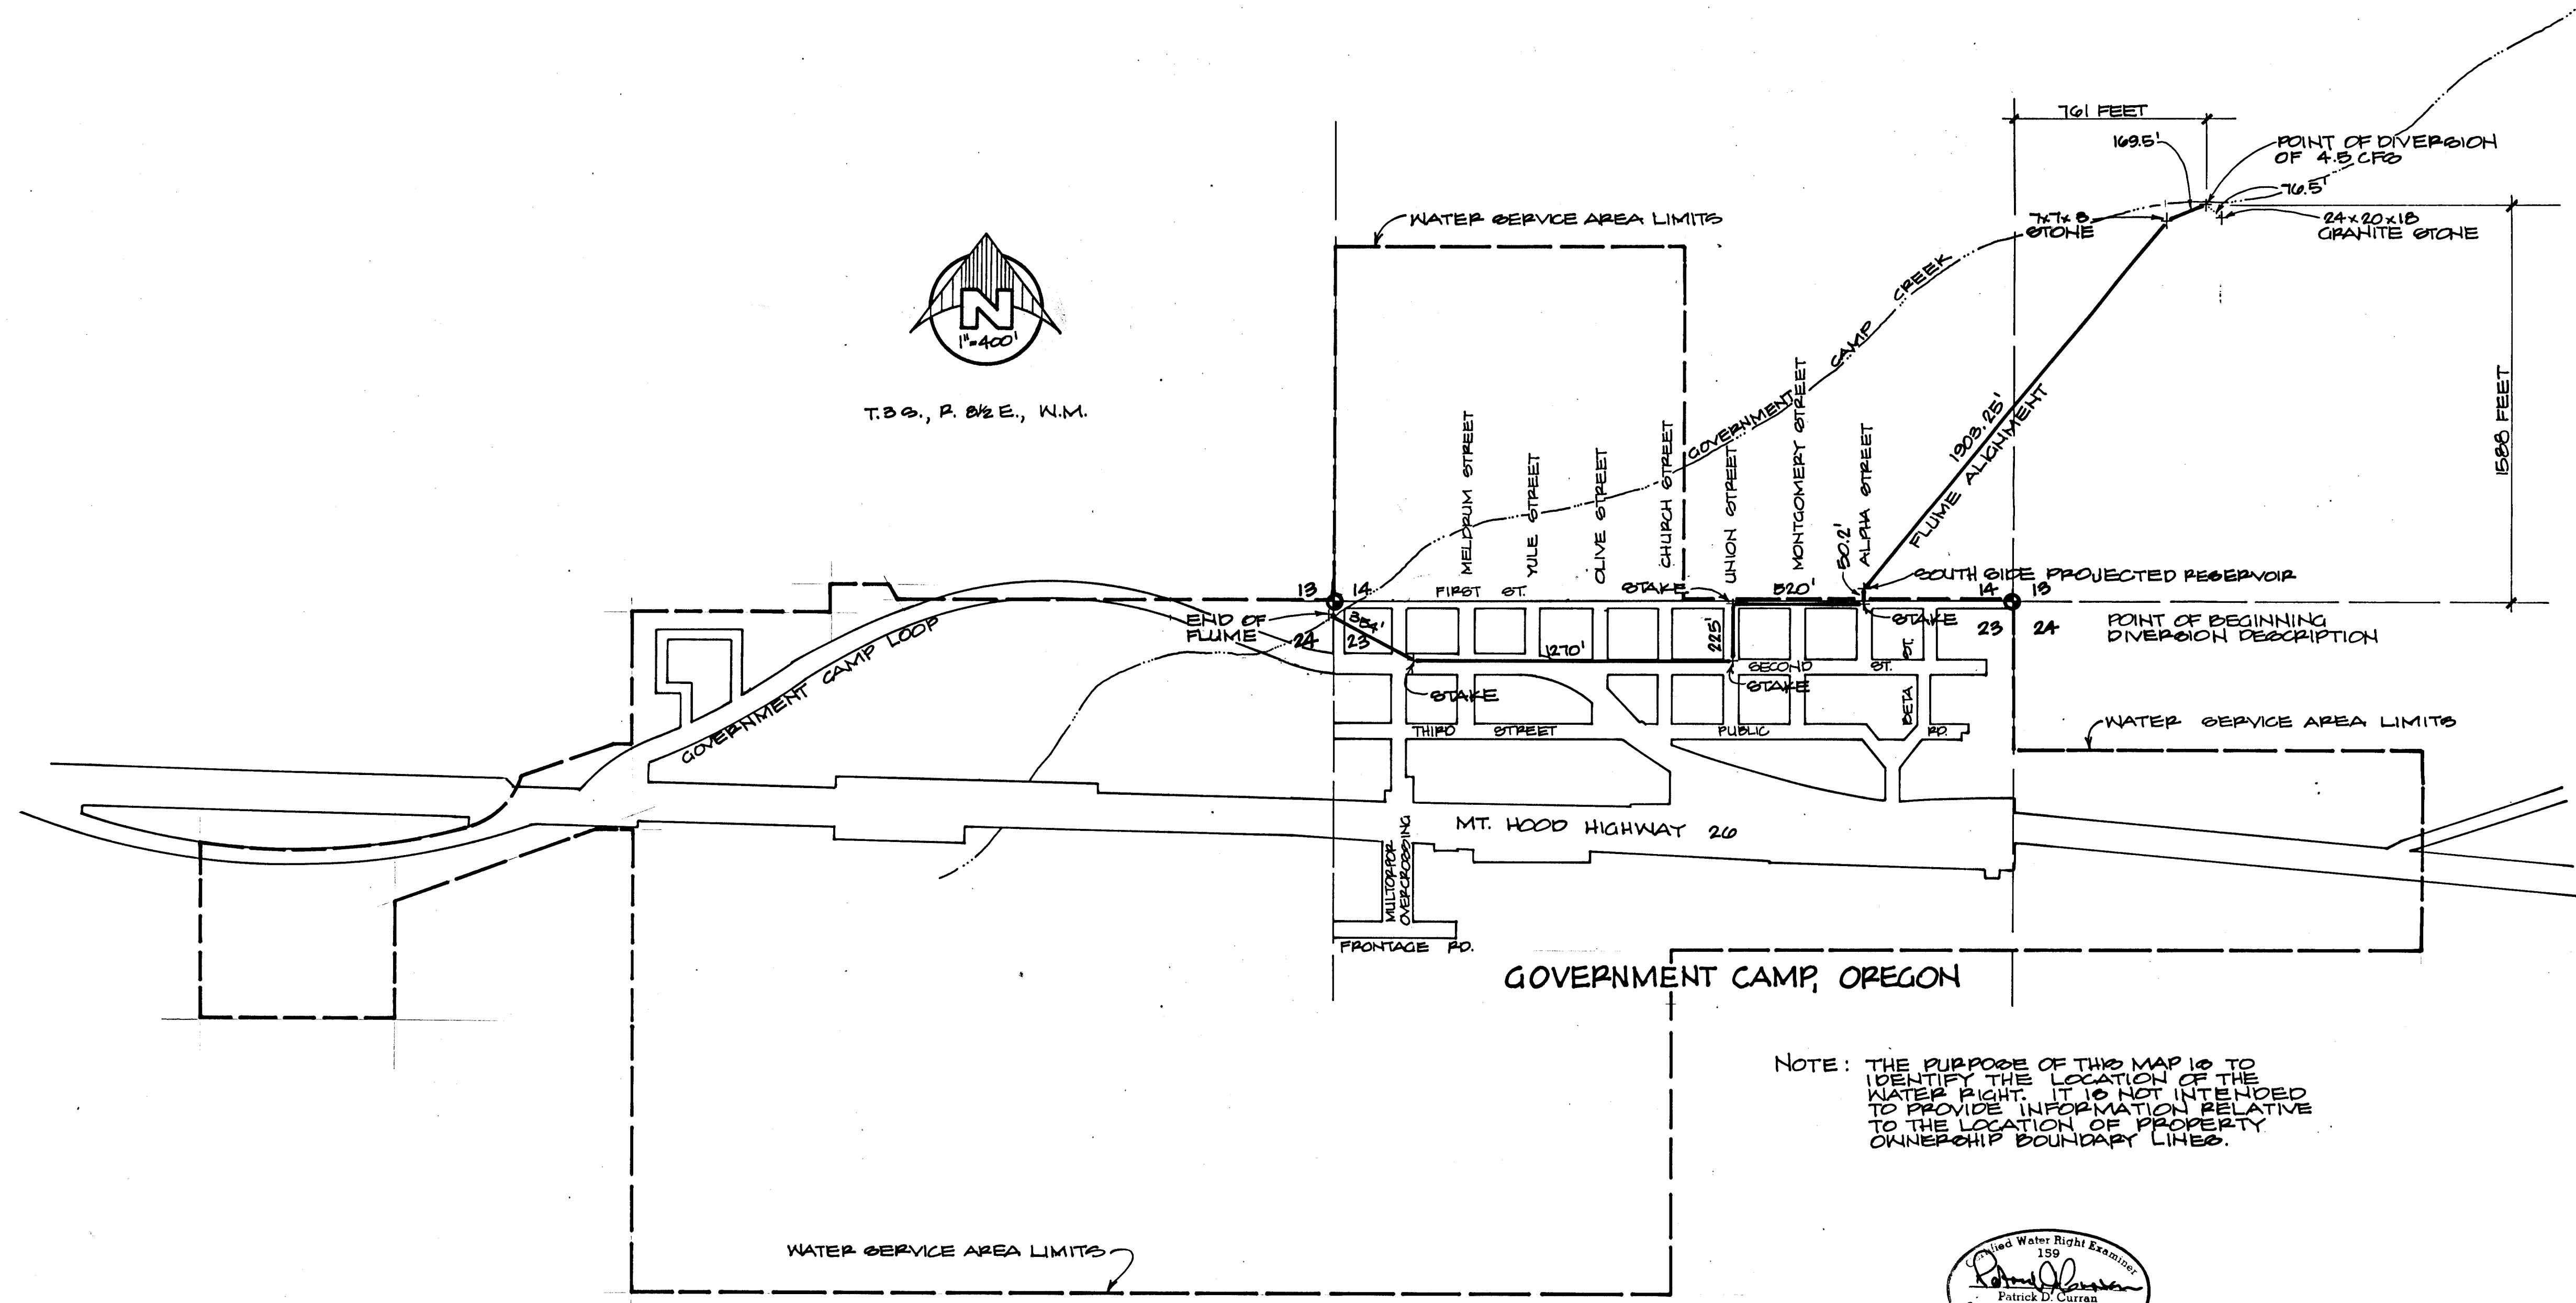 761 FEET
169.5'
POINT OF DIVERSION
OF 4.5 CFS
76.5'
7x7x8
STONE
24x20x18
GRANITE STONE
WATER SERVICE AREA LIMITS
N
1"=400'
T.3S., R. 8½E., W.M.
GOVERNMENT CAMP CREEK
1588 FEET
1903.25'
FLUME ALIGNMENT
MELDRUM STREET
YULE STREET
OLIVE STREET
CHURCH STREET
UNION STREET
MONTGOMERY STREET
50.2'
ALPHA STREET
SOUTH SIDE PROJECTED RESERVOIR
13 14
FIRST ST.
STAKE
520'
14 13
END OF
FLUME
24 23
354'
225'
STAKE
23 24
POINT OF BEGINNING
DIVERSION DESCRIPTION
1270'
SECOND ST.
STAKE
STAKE
BETA ST.
GOVERNMENT CAMP LOOP
THIRD STREET
PUBLIC RD.
WATER SERVICE AREA LIMITS
MT. HOOD HIGHWAY 26
MULTORPOR
OVERCROSSING
FRONTAGE RD.
GOVERNMENT CAMP, OREGON
NOTE: THE PURPOSE OF THIS MAP IS TO
IDENTIFY THE LOCATION OF THE
WATER RIGHT. IT IS NOT INTENDED
TO PROVIDE INFORMATION RELATIVE
TO THE LOCATION OF PROPERTY
OWNERSHIP BOUNDARY LINES.
WATER SERVICE AREA LIMITS
Certified Water Right Examiner
159
Patrick D. Curran